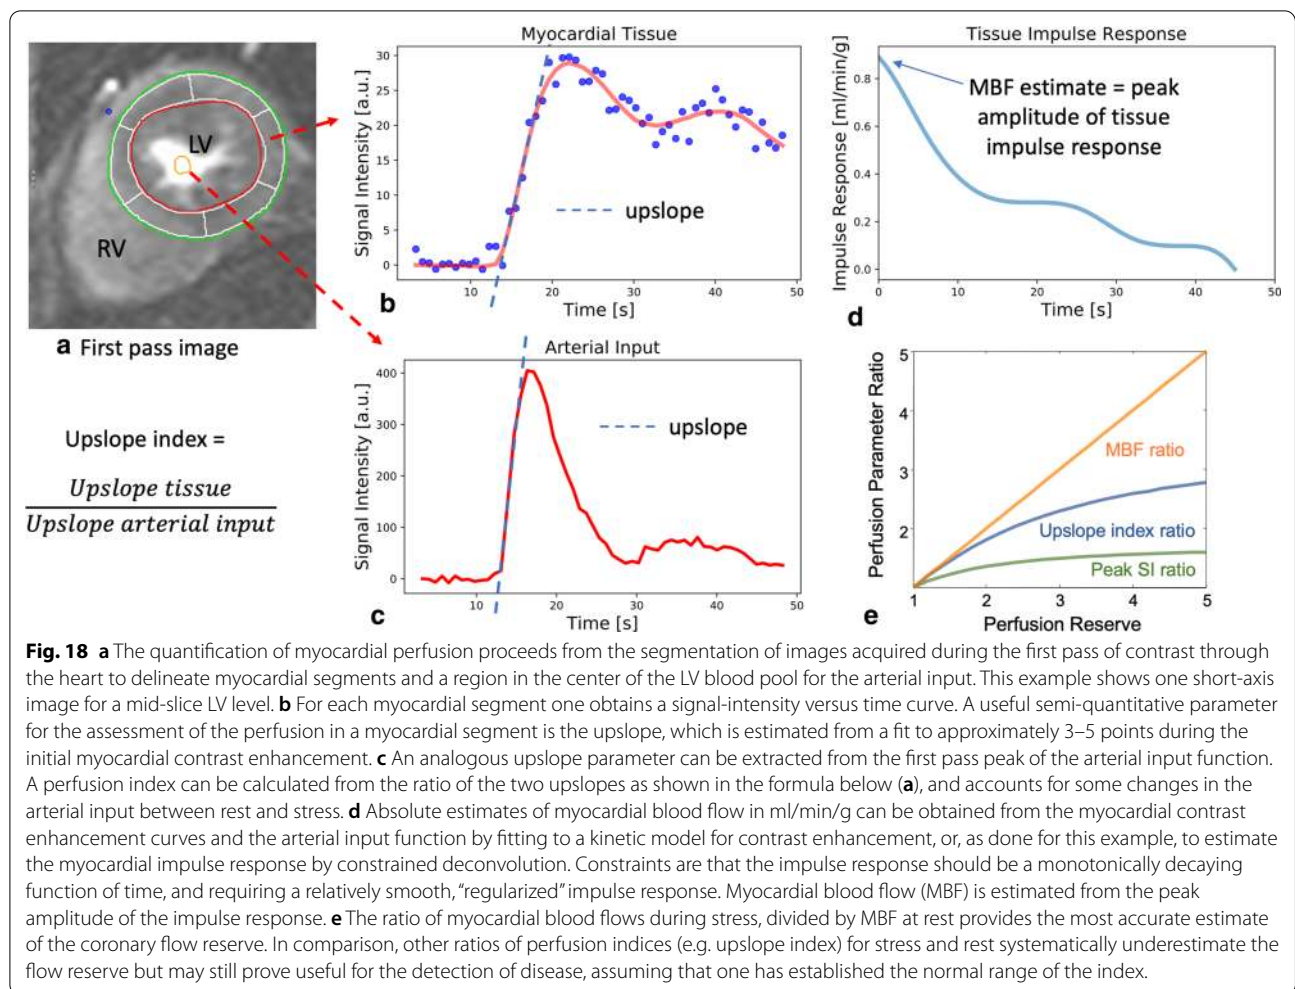 LV
RV
a First pass image
Upslope index =
Upslope tissue
Upslope arterial input
Myocardial Tissue
Signal Intensity [a.u.]
30
25
20
15
10
5
0
upslope
10 20 30 40 50
Time [s]
b
Arterial Input
Signal Intensity [a.u.]
400
300
200
100
0
upslope
10 20 30 40 50
Time [s]
c
Tissue Impulse Response
Impulse Response [ml/min/g]
0.8
0.6
0.4
0.2
0.0
MBF estimate = peak
amplitude of tissue
impulse response
0 10 20 30 40 50
Time [s]
d
Perfusion Parameter Ratio
5
4
3
2
MBF ratio
Upslope index ratio
Peak SI ratio
1 2 3 4 5
Perfusion Reserve
e
Fig. 18 a The quantification of myocardial perfusion proceeds from the segmentation of images acquired during the first pass of contrast through
the heart to delineate myocardial segments and a region in the center of the LV blood pool for the arterial input. This example shows one short-axis
image for a mid-slice LV level. b For each myocardial segment one obtains a signal-intensity versus time curve. A useful semi-quantitative parameter
for the assessment of the perfusion in a myocardial segment is the upslope, which is estimated from a fit to approximately 3–5 points during the
initial myocardial contrast enhancement. c An analogous upslope parameter can be extracted from the first pass peak of the arterial input function.
A perfusion index can be calculated from the ratio of the two upslopes as shown in the formula below (a), and accounts for some changes in the
arterial input between rest and stress. d Absolute estimates of myocardial blood flow in ml/min/g can be obtained from the myocardial contrast
enhancement curves and the arterial input function by fitting to a kinetic model for contrast enhancement, or, as done for this example, to estimate
the myocardial impulse response by constrained deconvolution. Constraints are that the impulse response should be a monotonically decaying
function of time, and requiring a relatively smooth, "regularized" impulse response. Myocardial blood flow (MBF) is estimated from the peak
amplitude of the impulse response. e The ratio of myocardial blood flows during stress, divided by MBF at rest provides the most accurate estimate
of the coronary flow reserve. In comparison, other ratios of perfusion indices (e.g. upslope index) for stress and rest systematically underestimate the
flow reserve but may still prove useful for the detection of disease, assuming that one has established the normal range of the index.